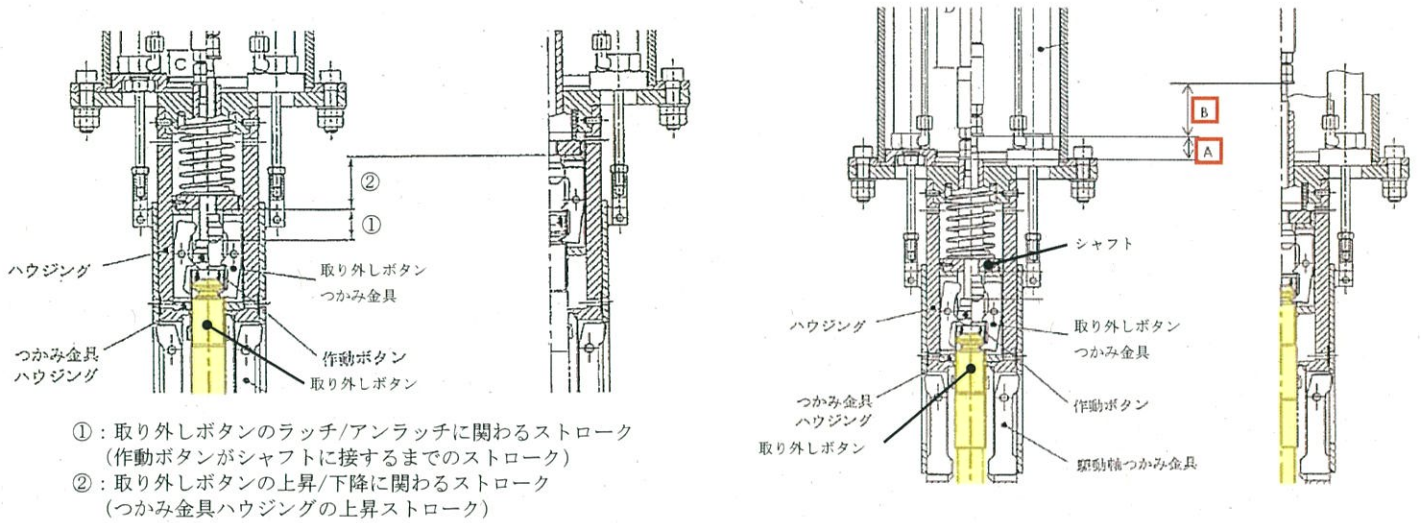 C
②
①
ハウジング
取り外しボタン
つかみ金具
つかみ金具
ハウジング
作動ボタン
取り外しボタン
①：取り外しボタンのラッチ/アンラッチに関わるストローク
（作動ボタンがシャフトに接するまでのストローク）
②：取り外しボタンの上昇/下降に関わるストローク
（つかみ金具ハウジングの上昇ストローク）
D
B
A
シャフト
ハウジング
取り外しボタン
つかみ金具
つかみ金具
ハウジング
作動ボタン
取り外しボタン
駆動軸つかみ金具